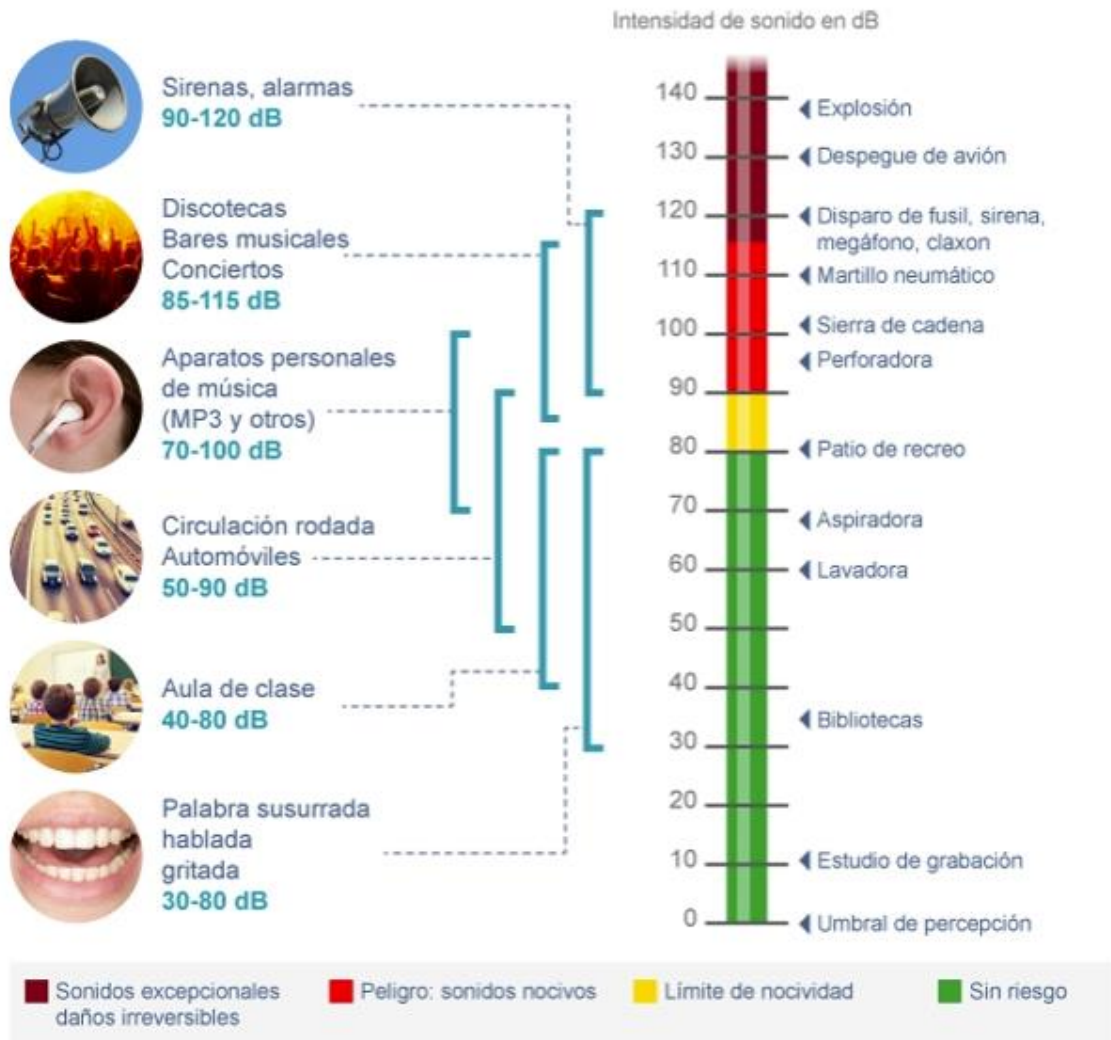 Intensidad de sonido en dB
Sirenas, alarmas
90-120 dB
Discotecas
Bares musicales
Conciertos
85-115 dB
Aparatos personales
de música
(MP3 y otros)
70-100 dB
Circulación rodada
Automóviles
50-90 dB
Aula de clase
40-80 dB
Palabra susurrada
hablada
gritada
30-80 dB
140
Explosión
130
Despegue de avión
120
Disparo de fusil, sirena,
megáfono, claxon
110
Martillo neumático
100
Sierra de cadena
Perforadora
90
80
Patio de recreo
70
Aspiradora
60
Lavadora
50
40
Bibliotecas
30
20
10
Estudio de grabación
0
Umbral de percepción
Sonidos excepcionales
daños irreversibles
Peligro: sonidos nocivos
Límite de nocividad
Sin riesgo